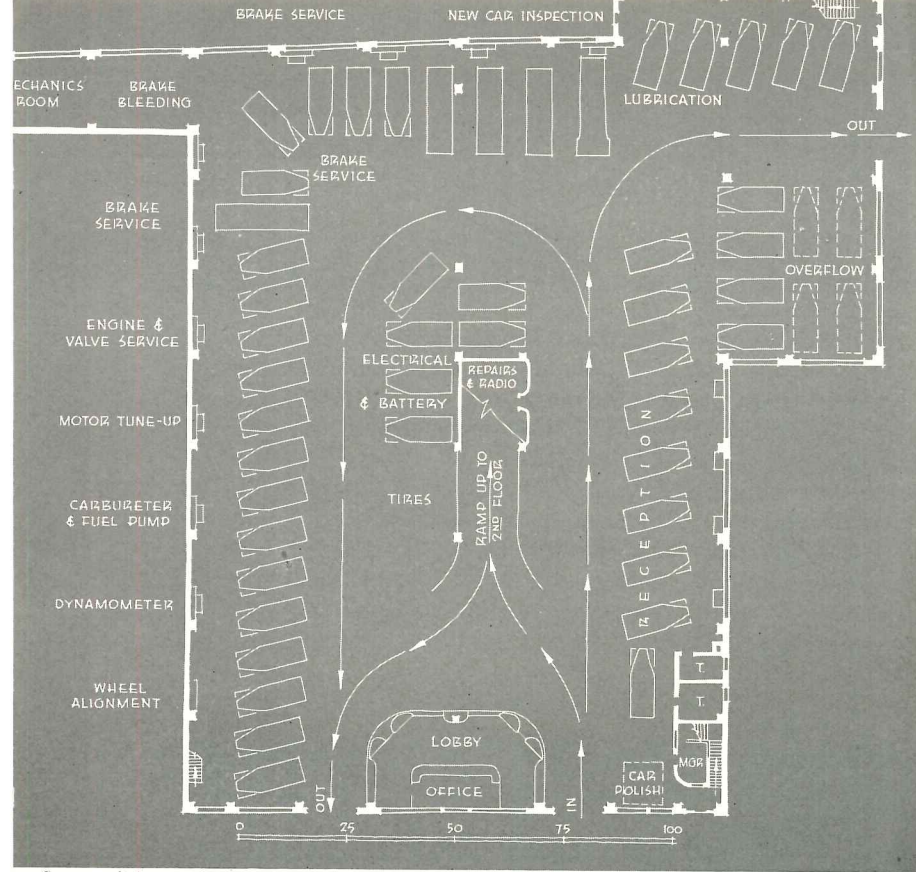 BRAKE SERVICE
NEW CAR INSPECTION
ECHANICS
ROOM
BRAKE
BLEEDING
LUBRICATION
OUT
BRAKE
SERVICE
BRAKE
SERVICE
OVERFLOW
ENGINE &
VALVE SERVICE
ELECTRICAL
& BATTERY
REPAIRS
& RADIO
MOTOR TUNE-UP
TIRES
RAMP UP TO
2ND FLOOR
RECEPTION
CARBURETER
& FUEL PUMP
DYNAMOMETER
WHEEL
ALIGNMENT
T.
T.
MGR
LOBBY
OFFICE
CAR
POLISH
OUT
IN
0 25 50 75 100